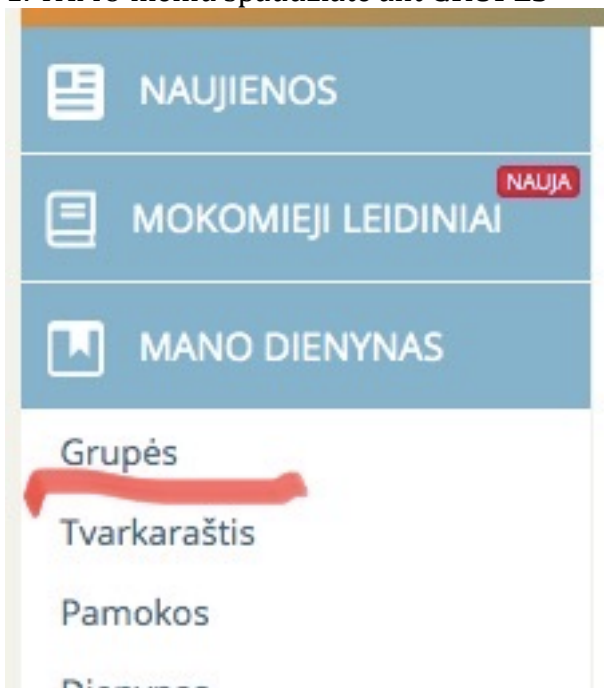 NAUJIENOS
NAUJA
MOKOMIEJI LEIDINIAI
MANO DIENYNAS
Grupės
Tvarkaraštis
Pamokos